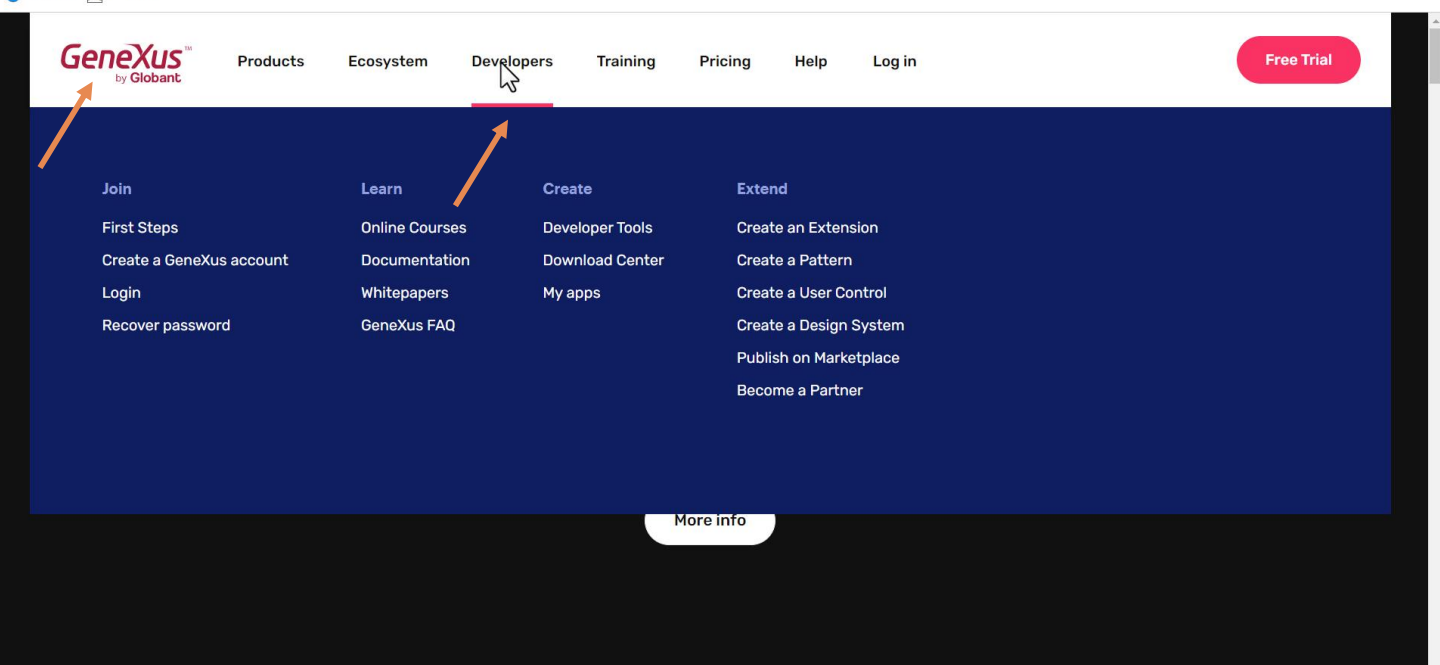 GeneXus™
by Globant
Products Ecosystem Developers Training Pricing Help Log in
Free Trial
Join
First Steps
Create a GeneXus account
Login
Recover password
Learn
Online Courses
Documentation
Whitepapers
GeneXus FAQ
Create
Developer Tools
Download Center
My apps
Extend
Create an Extension
Create a Pattern
Create a User Control
Create a Design System
Publish on Marketplace
Become a Partner
More info